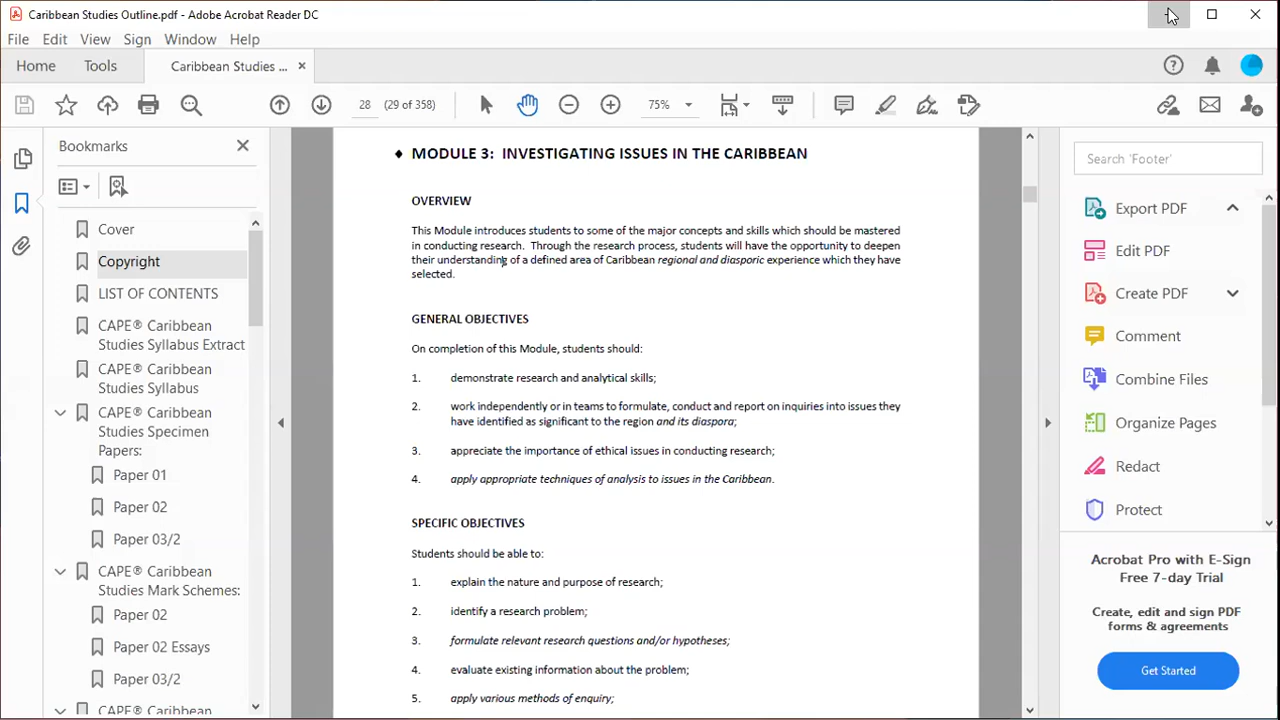 Caribbean Studies Outline.pdf - Adobe Acrobat Reader DC
File Edit View Sign Window Help
Home Tools Caribbean Studies ...
28 (29 of 358) 75%
Bookmarks
Cover
Copyright
LIST OF CONTENTS
CAPE® Caribbean
Studies Syllabus Extract
CAPE® Caribbean
Studies Syllabus
CAPE® Caribbean
Studies Specimen
Papers:
Paper 01
Paper 02
Paper 03/2
CAPE® Caribbean
Studies Mark Schemes:
Paper 02
Paper 02 Essays
Paper 03/2
CAPE® Caribbean
♦ MODULE 3: INVESTIGATING ISSUES IN THE CARIBBEAN
OVERVIEW
This Module introduces students to some of the major concepts and skills which should be mastered
in conducting research. Through the research process, students will have the opportunity to deepen
their understanding of a defined area of Caribbean regional and diasporic experience which they have
selected.
GENERAL OBJECTIVES
On completion of this Module, students should:
1. demonstrate research and analytical skills;
2. work independently or in teams to formulate, conduct and report on inquiries into issues they
have identified as significant to the region and its diaspora;
3. appreciate the importance of ethical issues in conducting research;
4. apply appropriate techniques of analysis to issues in the Caribbean.
SPECIFIC OBJECTIVES
Students should be able to:
1. explain the nature and purpose of research;
2. identify a research problem;
3. formulate relevant research questions and/or hypotheses;
4. evaluate existing information about the problem;
5. apply various methods of enquiry;
Search 'Footer'
Export PDF
Edit PDF
Create PDF
Comment
Combine Files
Organize Pages
Redact
Protect
Acrobat Pro with E-Sign
Free 7-day Trial
Create, edit and sign PDF
forms & agreements
Get Started